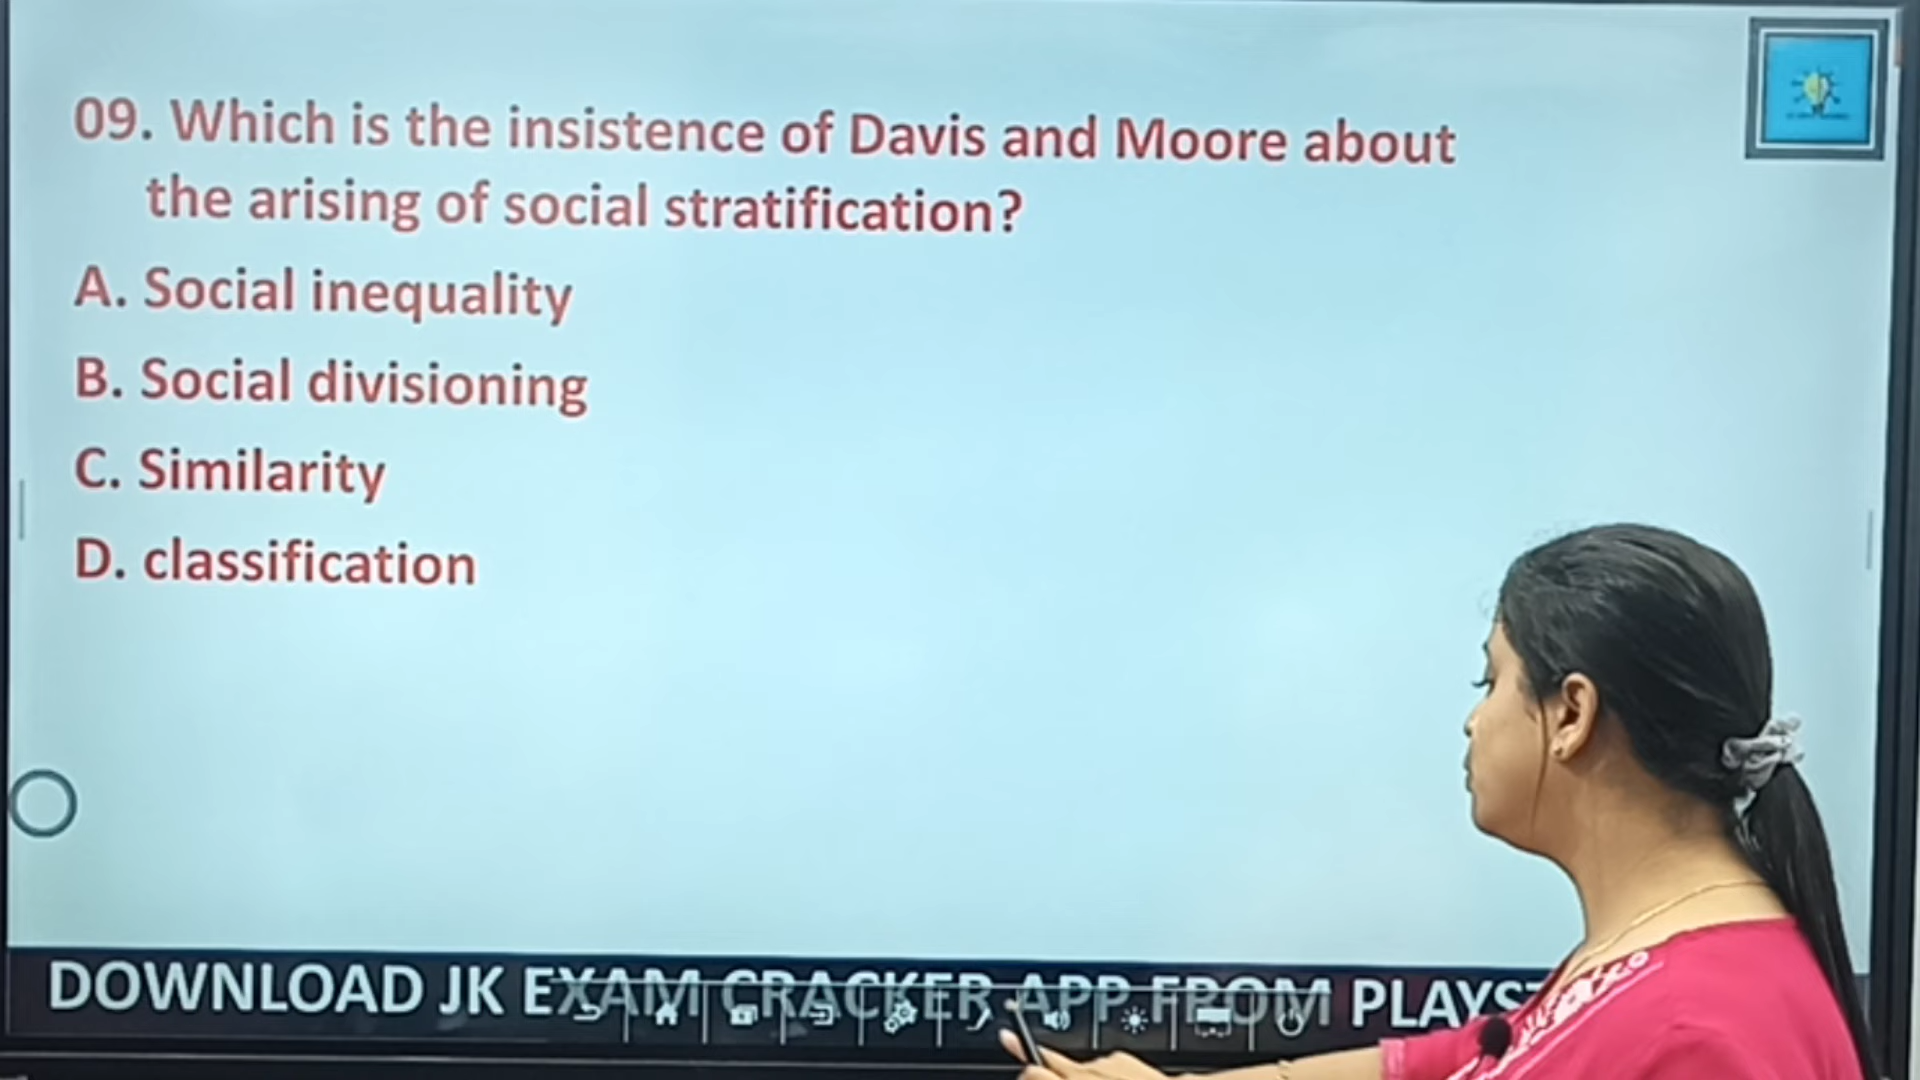 09. Which is the insistence of Davis and Moore about
the arising of social stratification?
A. Social inequality
B. Social divisioning
C. Similarity
D. classification
DOWNLOAD JK EXAM CRACKER APP FROM